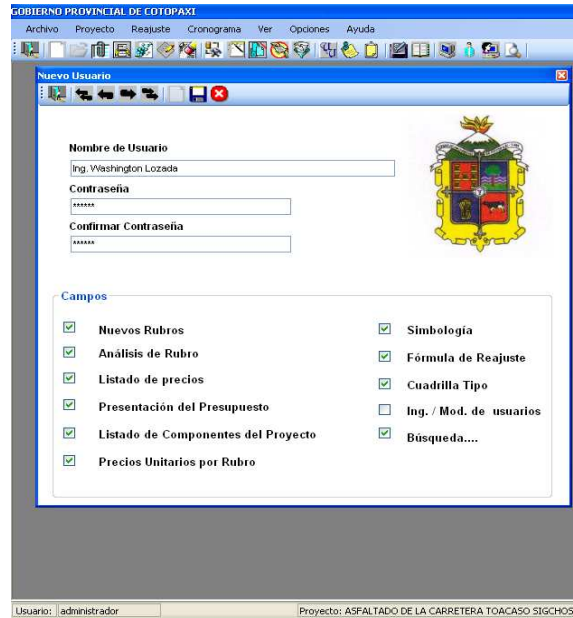 GOBIERNO PROVINCIAL DE COTOPAXI
Archivo Proyecto Reajuste Cronograma Ver Opciones Ayuda
Nuevo Usuario
Nombre de Usuario
Ing. Washington Lozada
Contraseña
******
Confirmar Contraseña
******
Campos
Nuevos Rubros
Análisis de Rubro
Listado de precios
Presentación del Presupuesto
Listado de Componentes del Proyecto
Precios Unitarios por Rubro
Simbología
Fórmula de Reajuste
Cuadrilla Tipo
Ing. / Mod. de usuarios
Búsqueda....
Usuario: administrador Proyecto: ASFALTADO DE LA CARRETERA TOACASO SIGCHOS